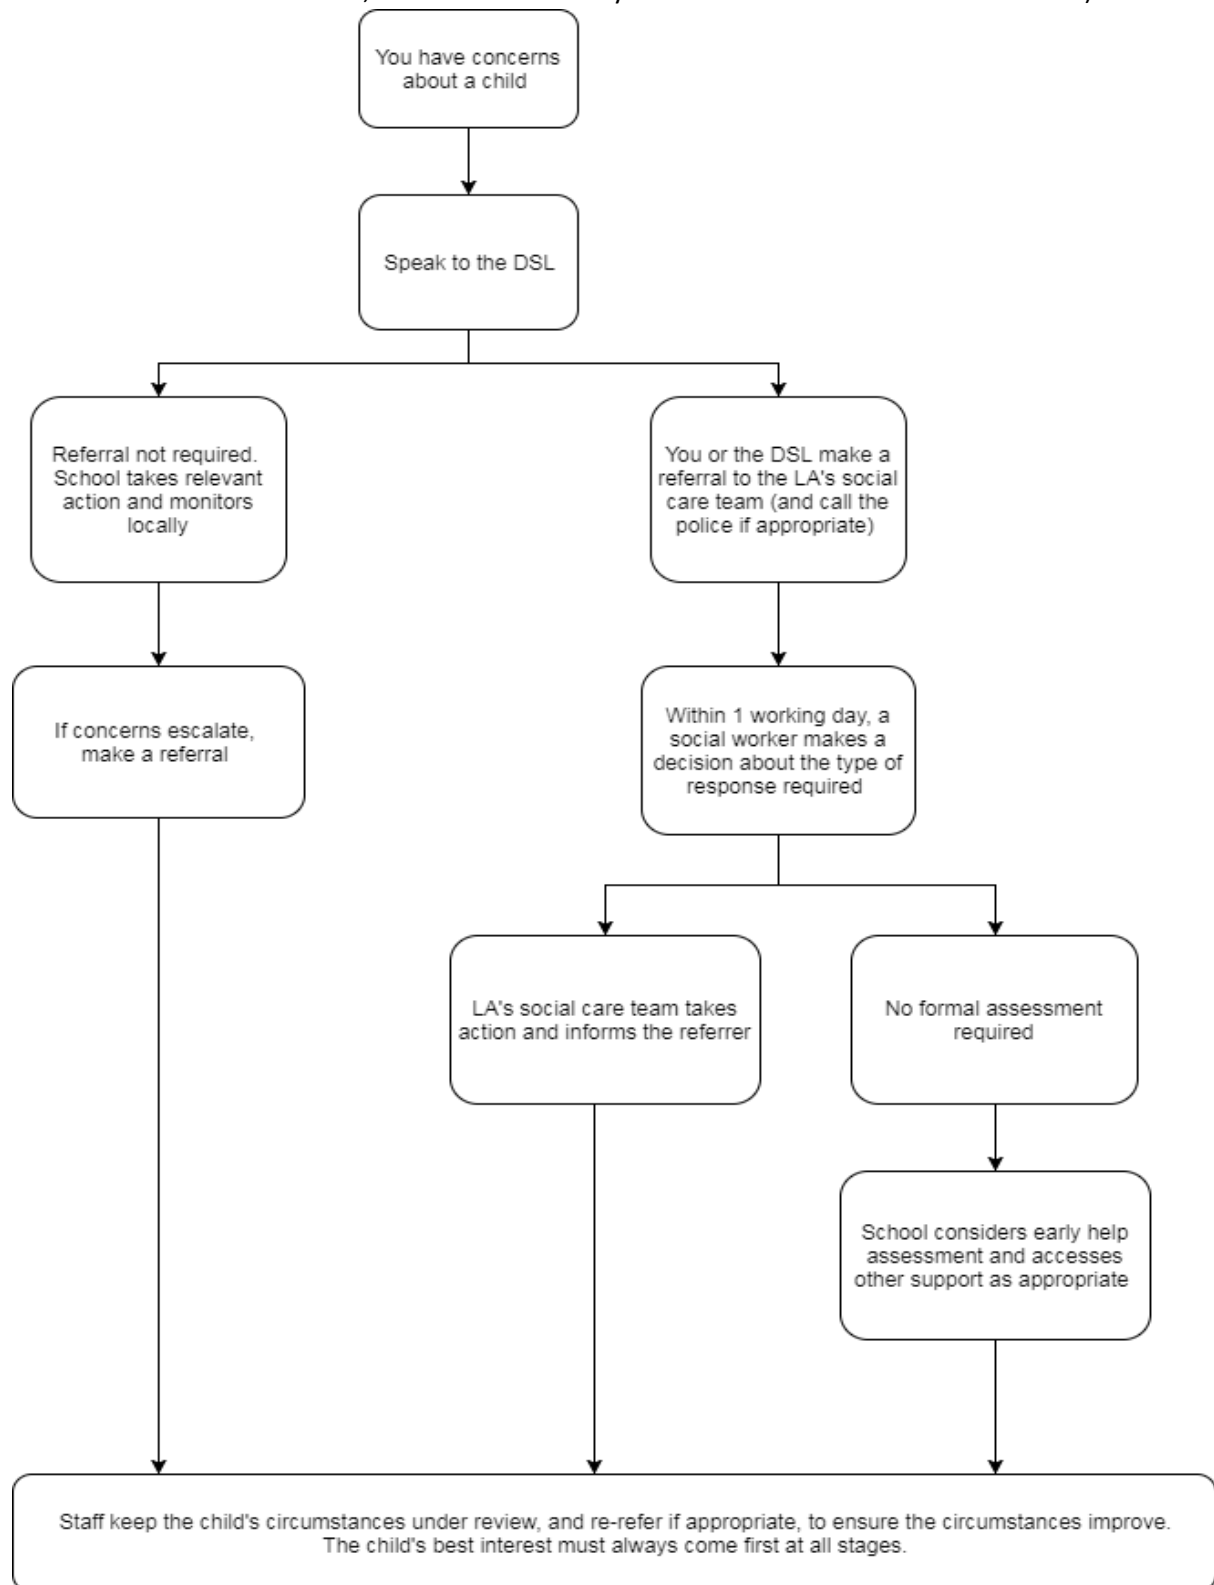 You have concerns
about a child
Speak to the DSL
Referral not required.
School takes relevant
action and monitors
locally
You or the DSL make a
referral to the LA's social
care team (and call the
police if appropriate)
If concerns escalate,
make a referral
Within 1 working day, a
social worker makes a
decision about the type of
response required
LA's social care team takes
action and informs the referrer
No formal assessment
required
School considers early help
assessment and accesses
other support as appropriate
Staff keep the child's circumstances under review, and re-refer if appropriate, to ensure the circumstances improve.
The child's best interest must always come first at all stages.